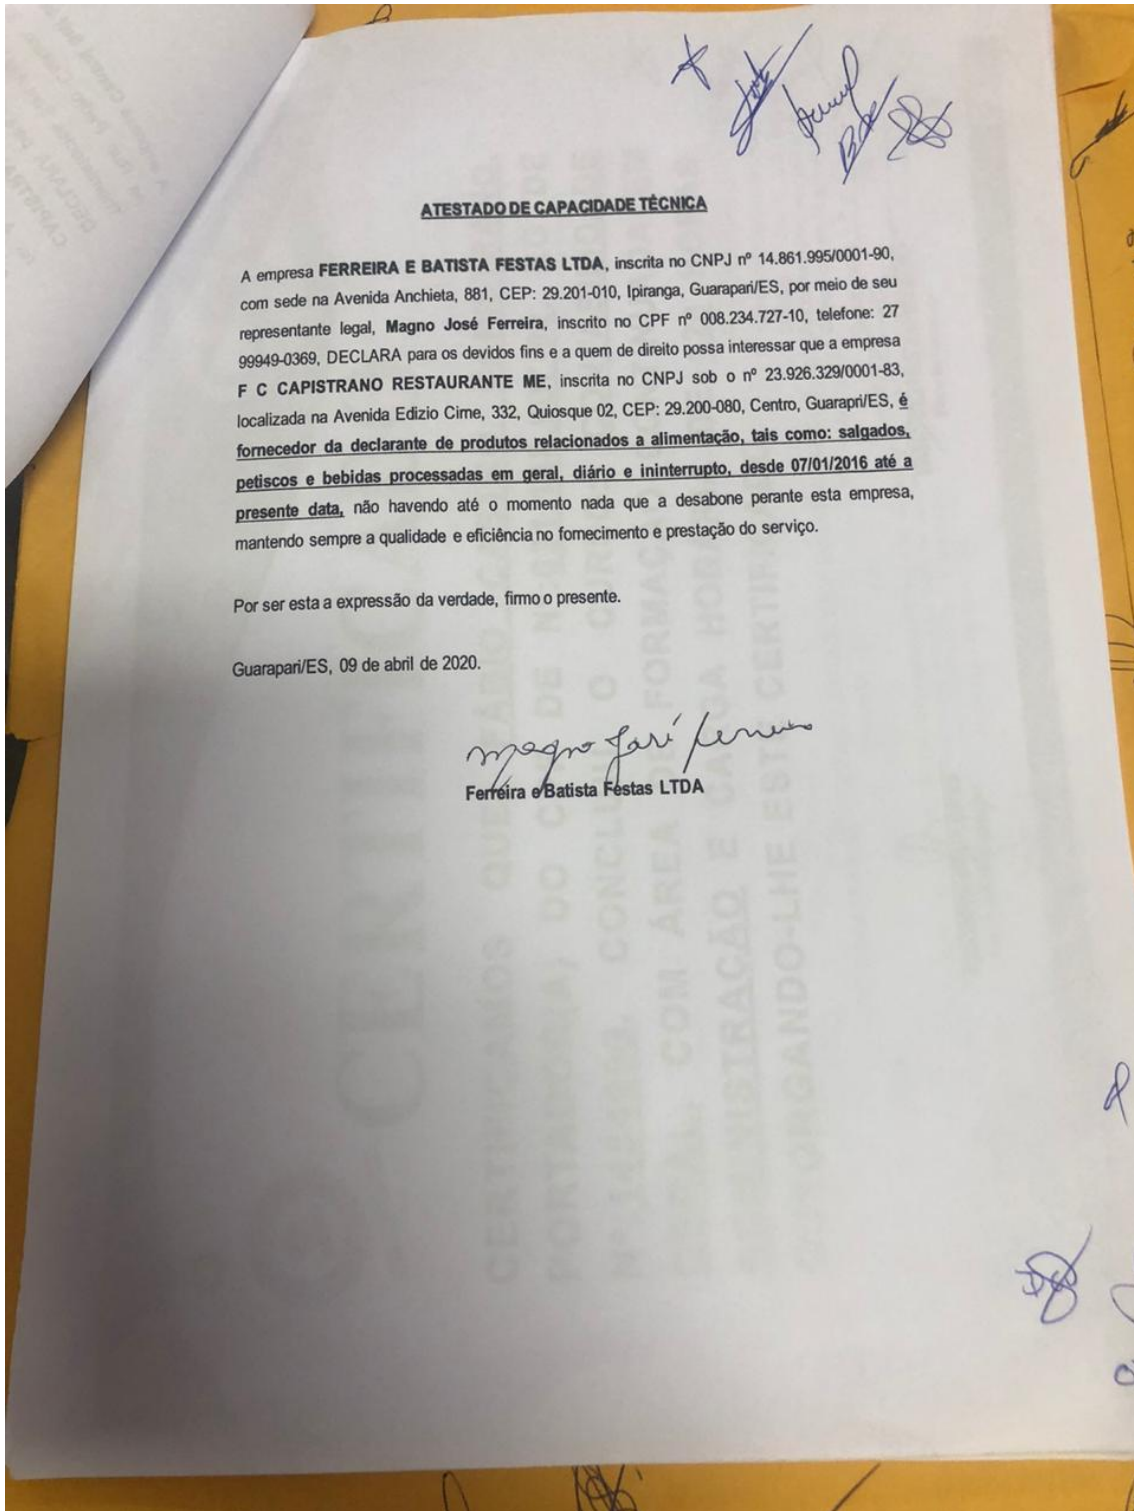 ATESTADO DE CAPACIDADE TÉCNICA
A empresa FERREIRA E BATISTA FESTAS LTDA, inscrita no CNPJ nº 14.861.995/0001-90,
com sede na Avenida Anchieta, 881, CEP: 29.201-010, Ipiranga, Guarapari/ES, por meio de seu
representante legal, Magno José Ferreira, inscrito no CPF nº 008.234.727-10, telefone: 27
99949-0369, DECLARA para os devidos fins e a quem de direito possa interessar que a empresa
F C CAPISTRANO RESTAURANTE ME, inscrita no CNPJ sob o nº 23.926.329/0001-83,
localizada na Avenida Edizio Cirne, 332, Quiosque 02, CEP: 29.200-080, Centro, Guarapri/ES, é
fornecedor da declarante de produtos relacionados a alimentação, tais como: salgados,
petiscos e bebidas processadas em geral, diário e ininterrupto, desde 07/01/2016 até a
presente data, não havendo até o momento nada que a desabone perante esta empresa,
mantendo sempre a qualidade e eficiência no fornecimento e prestação do serviço.
Por ser esta a expressão da verdade, firmo o presente.
Guarapari/ES, 09 de abril de 2020.
Magno José Ferreira
Ferreira e Batista Festas LTDA